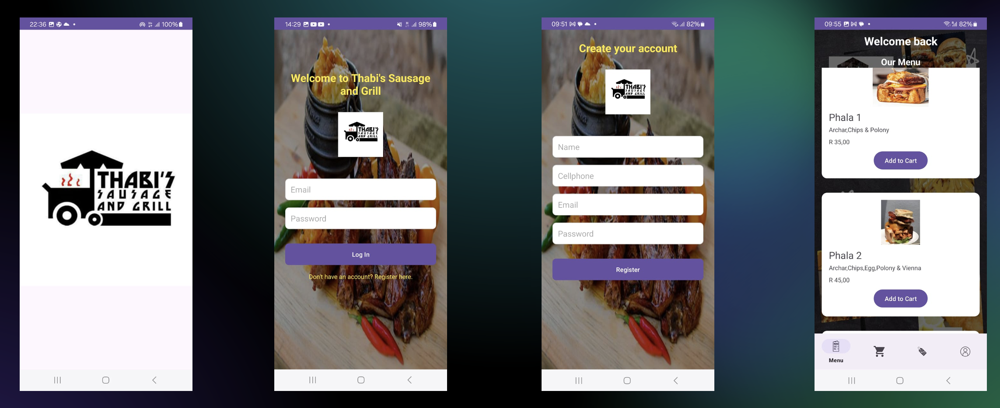 22:36
100%
THABI'S
SAUSAGE
AND GRILL
14:29
98%
Welcome to Thabi's Sausage
and Grill
THABI'S
SAUSAGE
AND GRILL
Email
Password
Log In
Don't have an account? Register here.
09:51
82%
Create your account
THABI'S
SAUSAGE
AND GRILL
Name
Cellphone
Email
Password
Register
09:55
82%
Welcome back
Our Menu
Phala 1
Archar,Chips & Polony
R 35,00
Add to Cart
Phala 2
Archar,Chips,Egg,Polony & Vienna
R 45,00
Add to Cart
MENU
Menu